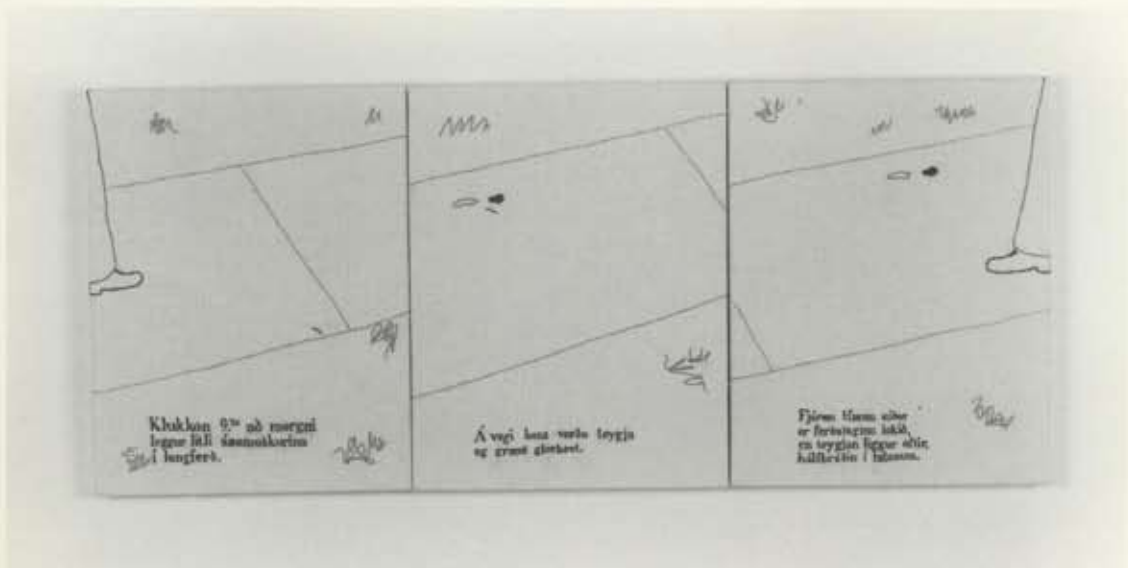 Klukkan að morgni
leggur litli ánamaðkurinn
í langferð.
Á vegi hans verða teygja
og grænt glerbrot.
Fjórum tímum síðar
er ferðalaginu lokið,
en teygjan liggur eftir,
í